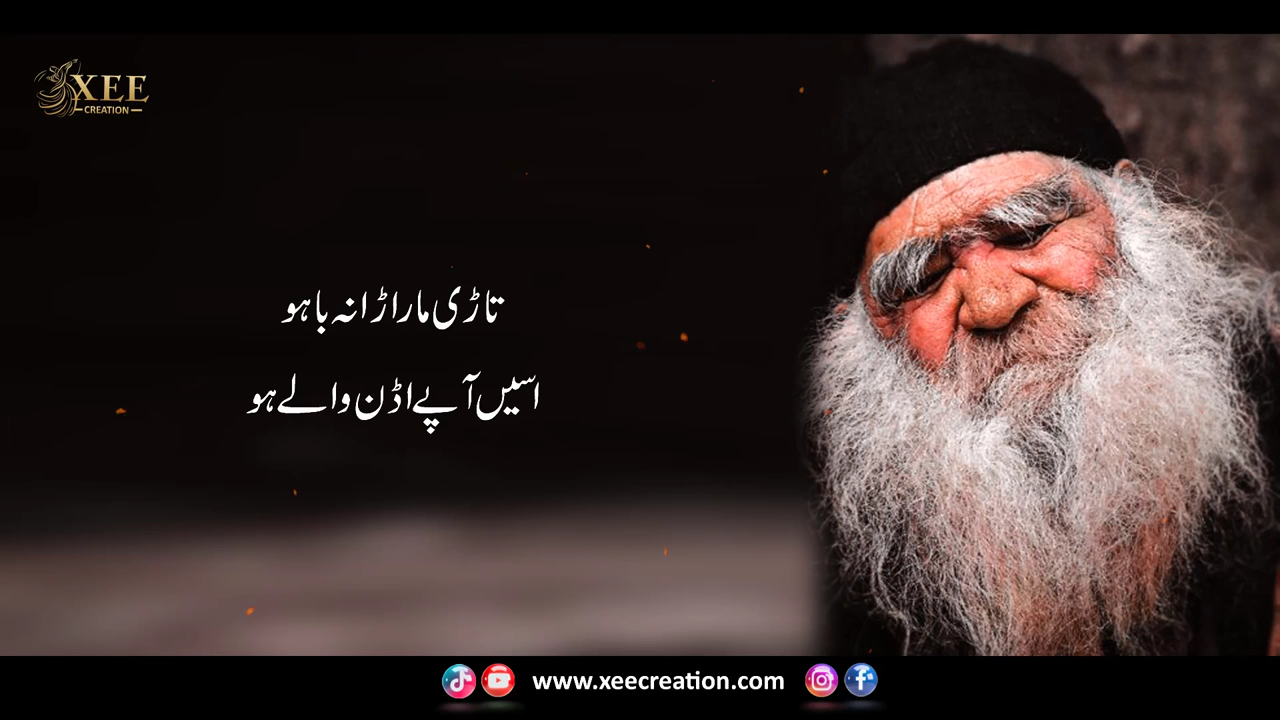 XEE
CREATION
تاڑی مار اڑا نہ باہو
اسیں آپے اڈن والے ہو
www.xeecreation.com